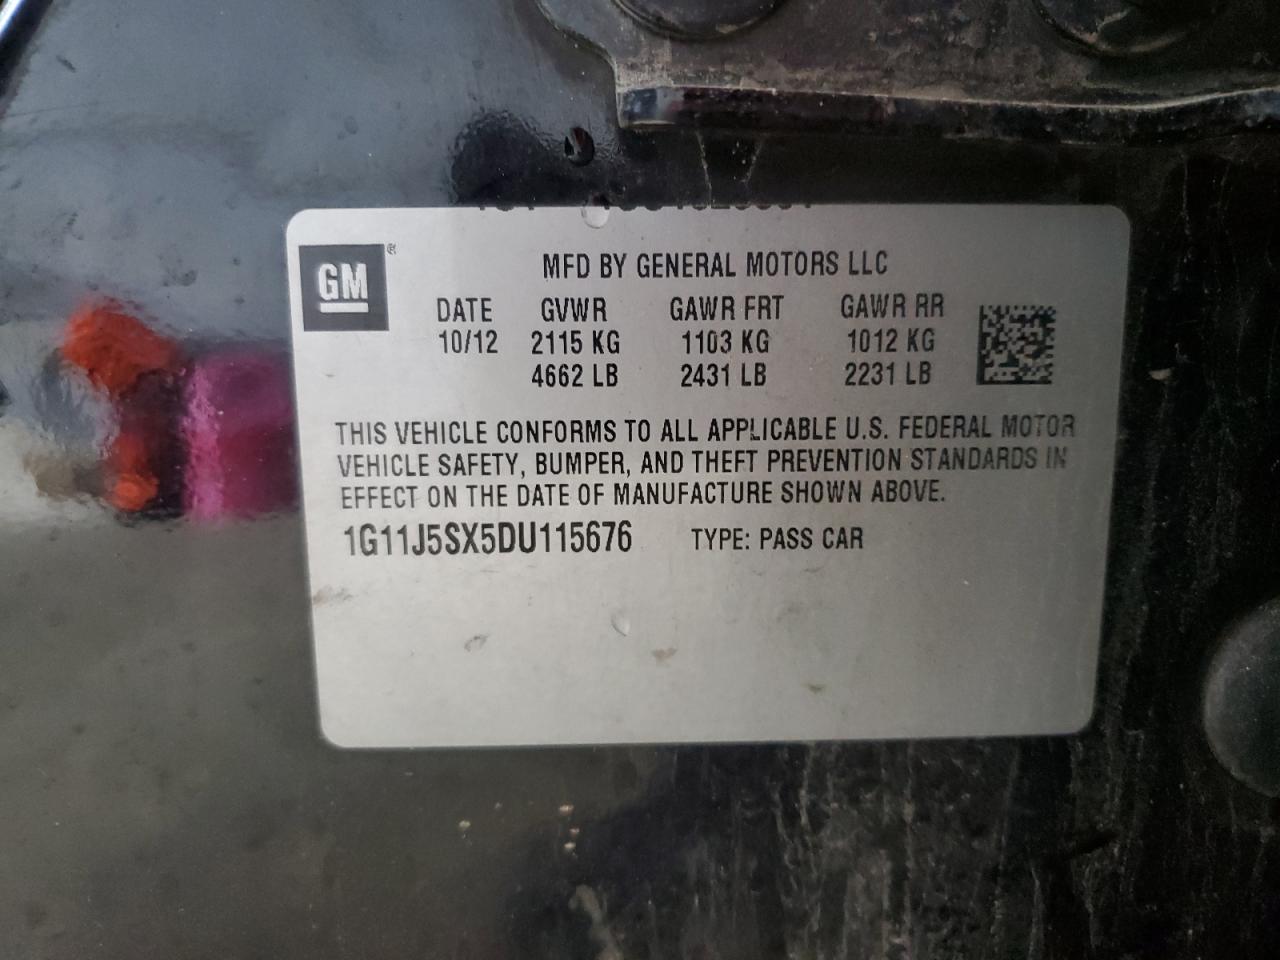 GM®
MFD BY GENERAL MOTORS LLC
DATE GVWR GAWR FRT GAWR RR
10/12 2115 KG 1103 KG 1012 KG
4662 LB 2431 LB 2231 LB
THIS VEHICLE CONFORMS TO ALL APPLICABLE U.S. FEDERAL MOTOR
VEHICLE SAFETY, BUMPER, AND THEFT PREVENTION STANDARDS IN
EFFECT ON THE DATE OF MANUFACTURE SHOWN ABOVE.
1G11J5SX5DU115676 TYPE: PASS CAR